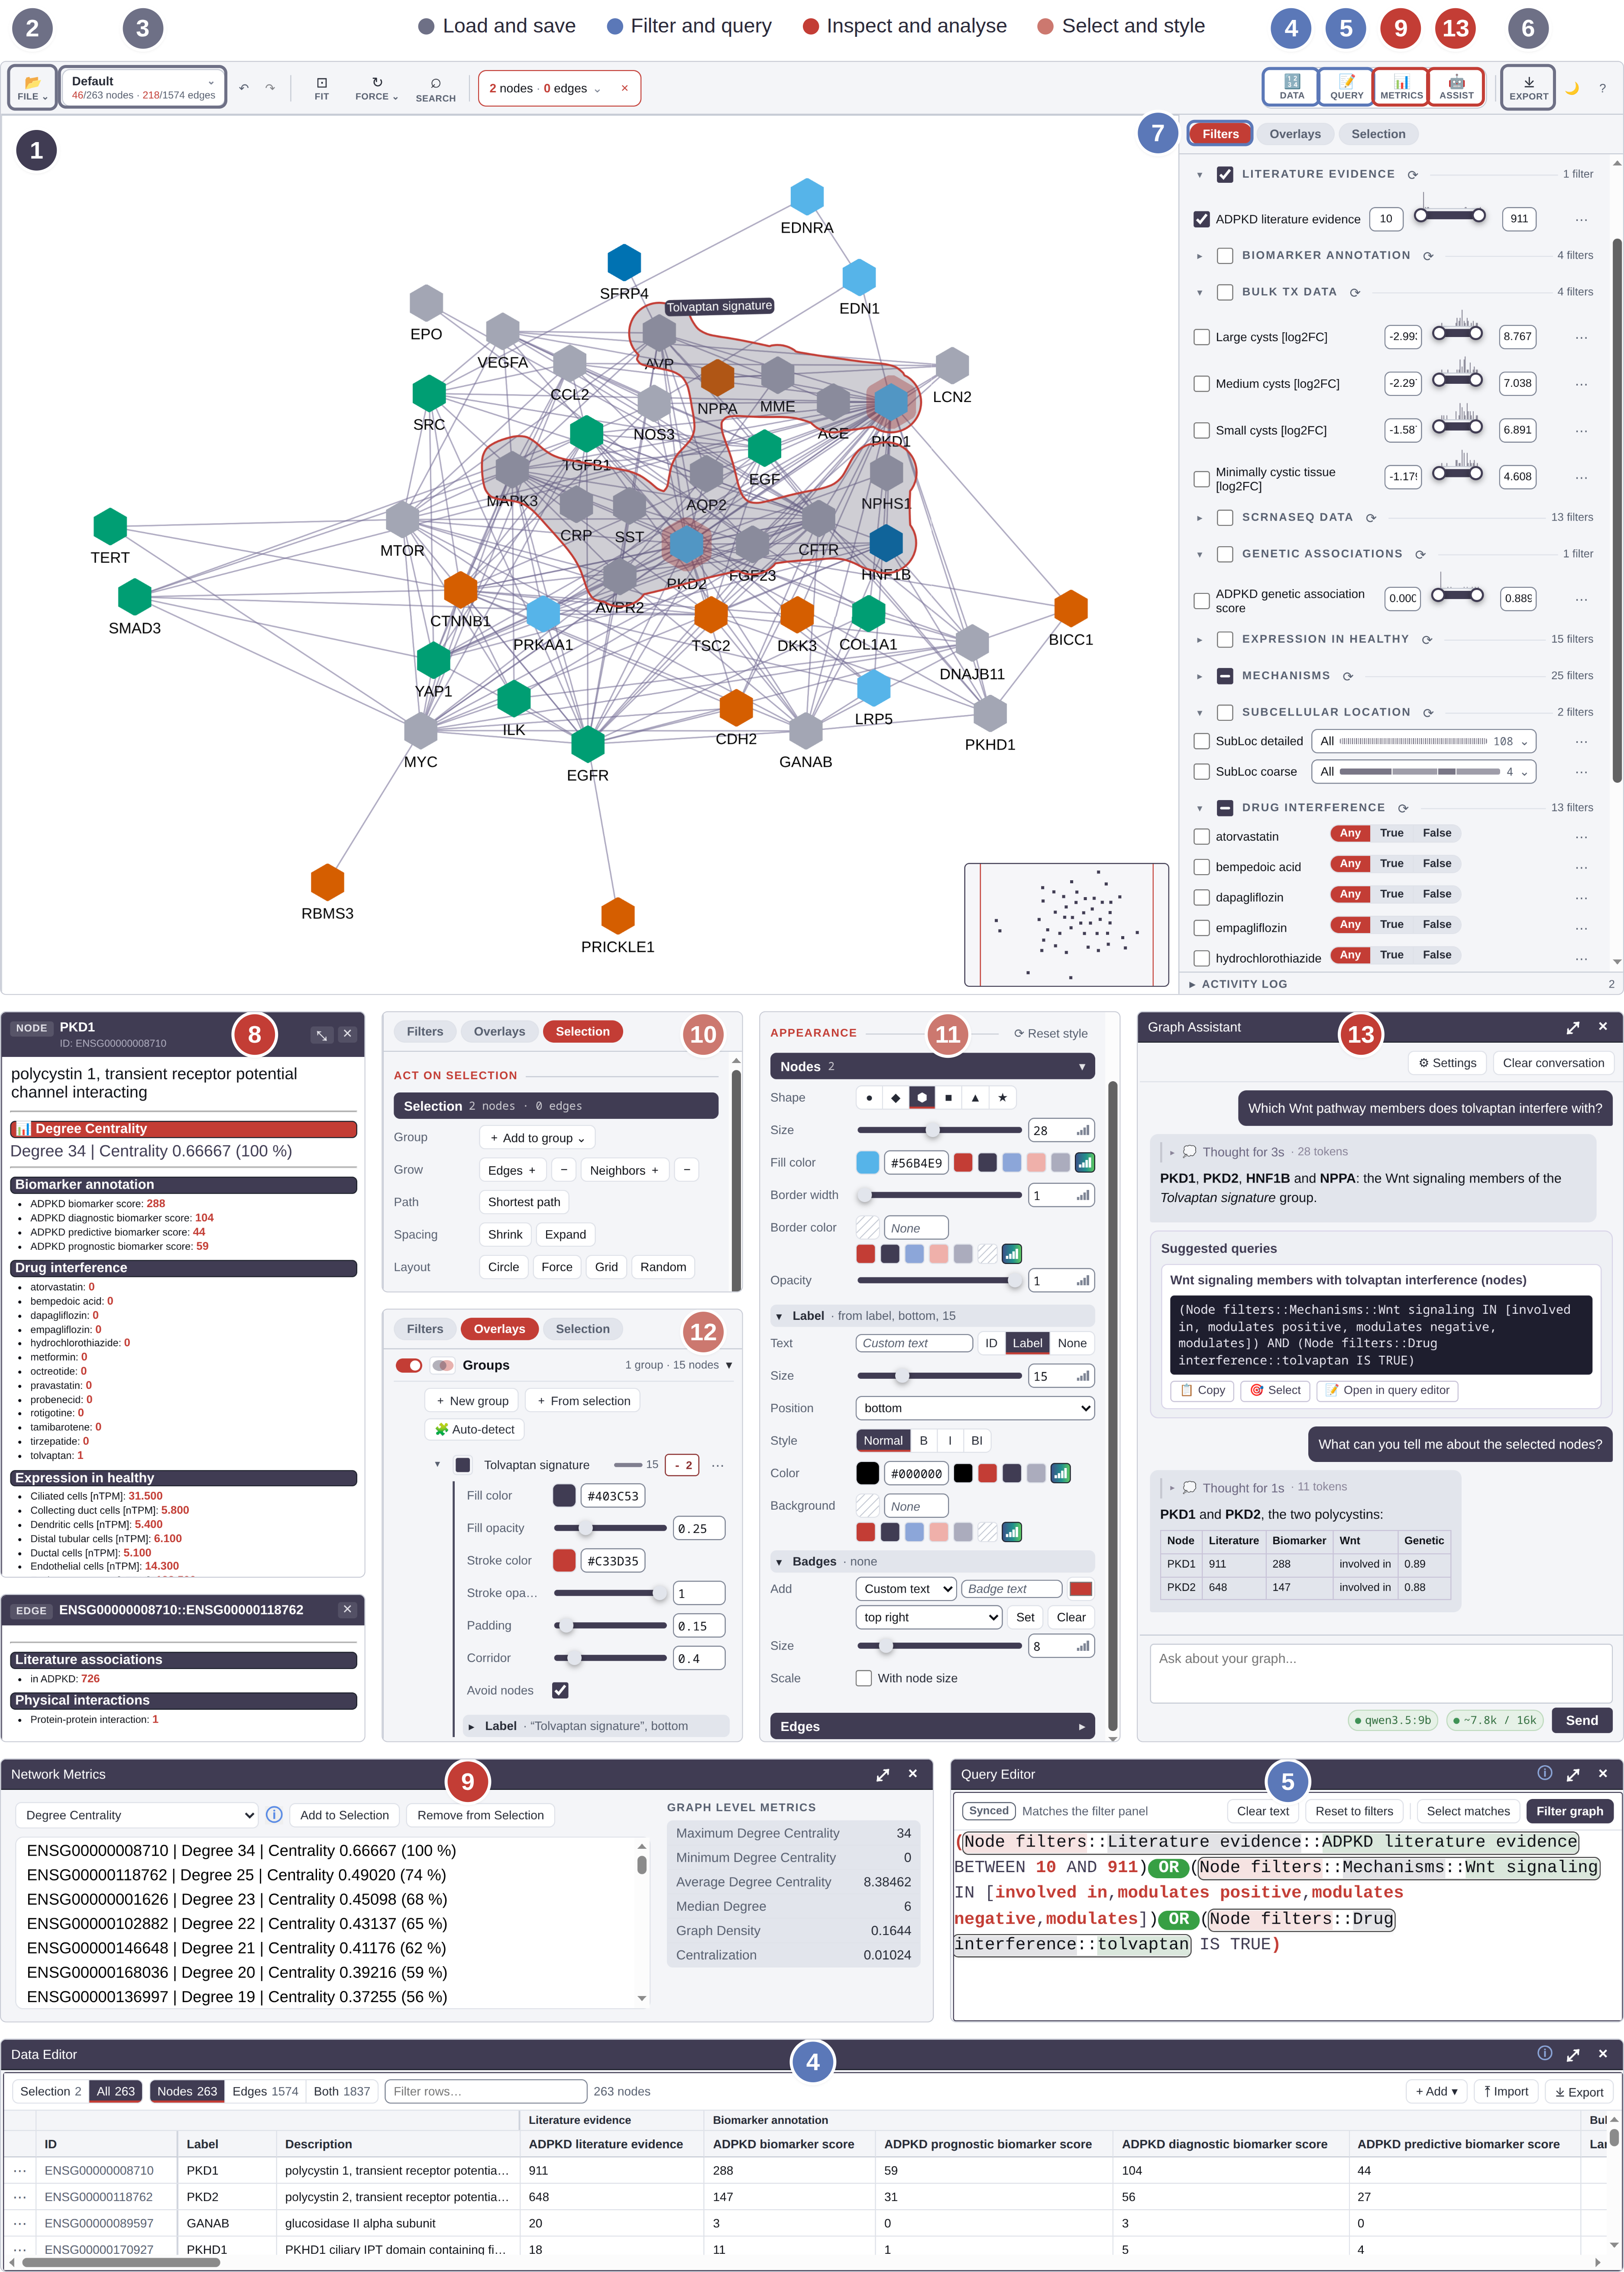 2
3
Load and save
Filter and query
Inspect and analyse
Select and style
4
5
9
13
6
FILE
Default
46/263 nodes · 218/1574 edges
FIT
FORCE
SEARCH
2 nodes · 0 edges
DATA
QUERY
METRICS
ASSIST
EXPORT
?
1
EDNRA
SFRP4
EDN1
Tolvaptan signature
EPO
VEGFA
AVP
CCL2
NPPA
MME
LCN2
SRC
NOS3
ACE
PKD1
TGFB1
EGF
MAPK3
AQP2
NPHS1
CRP
SST
TERT
MTOR
CFTR
PKD2
FGF23
HNF1B
SMAD3
CTNNB1
AVPR2
PRKAA1
TSC2
DKK3
COL1A1
BICC1
DNAJB11
YAP1
ILK
LRP5
MYC
CDH2
GANAB
PKHD1
EGFR
RBMS3
PRICKLE1
7
Filters
Overlays
Selection
LITERATURE EVIDENCE
1 filter
ADPKD literature evidence
10
911
BIOMARKER ANNOTATION
4 filters
BULK TX DATA
4 filters
Large cysts [log2FC]
8.767
Medium cysts [log2FC]
7.038
Small cysts [log2FC]
6.891
Minimally cystic tissue
[log2FC]
4.608
SCRNASEQ DATA
13 filters
GENETIC ASSOCIATIONS
1 filter
ADPKD genetic association
score
EXPRESSION IN HEALTHY
15 filters
MECHANISMS
25 filters
SUBCELLULAR LOCATION
2 filters
SubLoc detailed
All
108
SubLoc coarse
All
4
DRUG INTERFERENCE
13 filters
atorvastatin
Any True False
bempedoic acid
Any True False
dapagliflozin
Any True False
empagliflozin
Any True False
hydrochlorothiazide
Any True False
ACTIVITY LOG
2
NODE PKD1
ID: ENSG00000008710
8
polycystin 1, transient receptor potential
channel interacting
Degree Centrality
Degree 34 | Centrality 0.66667 (100 %)
Biomarker annotation
• ADPKD biomarker score: 288
• ADPKD diagnostic biomarker score: 104
• ADPKD predictive biomarker score: 44
• ADPKD prognostic biomarker score: 59
Drug interference
• atorvastatin: 0
• bempedoic acid: 0
• dapagliflozin: 0
• empagliflozin: 0
• hydrochlorothiazide: 0
• metformin: 0
• octreotide: 0
• pravastatin: 0
• probenecid: 0
• rotigotine: 0
• tamibarotene: 0
• tirzepatide: 0
• tolvaptan: 1
Expression in healthy
• Ciliated cells [nTPM]: 31.500
• Collecting duct cells [nTPM]: 5.800
• Dendritic cells [nTPM]: 5.400
• Distal tubular cells [nTPM]: 6.100
• Ductal cells [nTPM]: 5.100
• Endothelial cells [nTPM]: 14.300
EDGE ENSG00000008710::ENSG00000118762
Literature associations
• in ADPKD: 726
Physical interactions
• Protein-protein interaction: 1
Filters
Overlays
Selection
10
ACT ON SELECTION
Selection 2 nodes · 0 edges
Group
+ Add to group
Grow
Edges +
−
Neighbors +
−
Path
Shortest path
Spacing
Shrink
Expand
Layout
Circle
Force
Grid
Random
Filters
Overlays
Selection
12
Groups
1 group · 15 nodes
+ New group
+ From selection
Auto-detect
Tolvaptan signature
15
- 2
Fill color
#403C53
Fill opacity
0.25
Stroke color
#C33D35
Stroke opa…
1
Padding
0.15
Corridor
0.4
Avoid nodes
Label · “Tolvaptan signature”, bottom
APPEARANCE
11
Reset style
Nodes 2
Shape
Size
28
Fill color
#56B4E9
Border width
1
Border color
None
Opacity
1
Label · from label, bottom, 15
Text
Custom text
ID
Label
None
Size
15
Position
bottom
Style
Normal
B
I
BI
Color
#000000
Background
None
Badges · none
Add
Custom text
Badge text
top right
Set
Clear
Size
8
Scale
With node size
Edges
Graph Assistant
13
Settings
Clear conversation
Which Wnt pathway members does tolvaptan interfere with?
Thought for 3s · 28 tokens
PKD1, PKD2, HNF1B and NPPA: the Wnt signaling members of the
Tolvaptan signature group.
Suggested queries
Wnt signaling members with tolvaptan interference (nodes)
(Node filters::Mechanisms::Wnt signaling IN [involved
in, modulates positive, modulates negative,
modulates]) AND (Node filters::Drug
interference::tolvaptan IS TRUE)
Copy
Select
Open in query editor
What can you tell me about the selected nodes?
Thought for 1s · 11 tokens
PKD1 and PKD2, the two polycystins:
Node Literature Biomarker Wnt Genetic
PKD1 911 288 involved in 0.89
PKD2 648 147 involved in 0.88
Ask about your graph...
qwen3.5:9b
~7.8k / 16k
Send
Network Metrics
9
Degree Centrality
Add to Selection
Remove from Selection
ENSG00000008710 | Degree 34 | Centrality 0.66667 (100 %)
ENSG00000118762 | Degree 25 | Centrality 0.49020 (74 %)
ENSG00000001626 | Degree 23 | Centrality 0.45098 (68 %)
ENSG00000102882 | Degree 22 | Centrality 0.43137 (65 %)
ENSG00000146648 | Degree 21 | Centrality 0.41176 (62 %)
ENSG00000168036 | Degree 20 | Centrality 0.39216 (59 %)
ENSG00000136997 | Degree 19 | Centrality 0.37255 (56 %)
GRAPH LEVEL METRICS
Maximum Degree Centrality 34
Minimum Degree Centrality 0
Average Degree Centrality 8.38462
Median Degree 6
Graph Density 0.1644
Centralization 0.01024
Query Editor
5
Synced
Matches the filter panel
Clear text
Reset to filters
Select matches
Filter graph
(Node filters::Literature evidence::ADPKD literature evidence
BETWEEN 10 AND 911) OR (Node filters::Mechanisms::Wnt signaling
IN [involved in,modulates positive,modulates
negative,modulates]) OR (Node filters::Drug
interference::tolvaptan IS TRUE)
Data Editor
4
Selection 2
All 263
Nodes 263
Edges 1574
Both 1837
Filter rows…
263 nodes
+ Add
Import
Export
Literature evidence
Biomarker annotation
ID Label Description ADPKD literature evidence ADPKD biomarker score ADPKD prognostic biomarker score ADPKD diagnostic biomarker score ADPKD predictive biomarker score
ENSG00000008710 PKD1 polycystin 1, transient receptor potentia… 911 288 59 104 44
ENSG00000118762 PKD2 polycystin 2, transient receptor potentia… 648 147 31 56 27
ENSG00000089597 GANAB glucosidase II alpha subunit 20 3 0 3 0
ENSG00000170927 PKHD1 PKHD1 ciliary IPT domain containing fi… 18 11 1 5 4